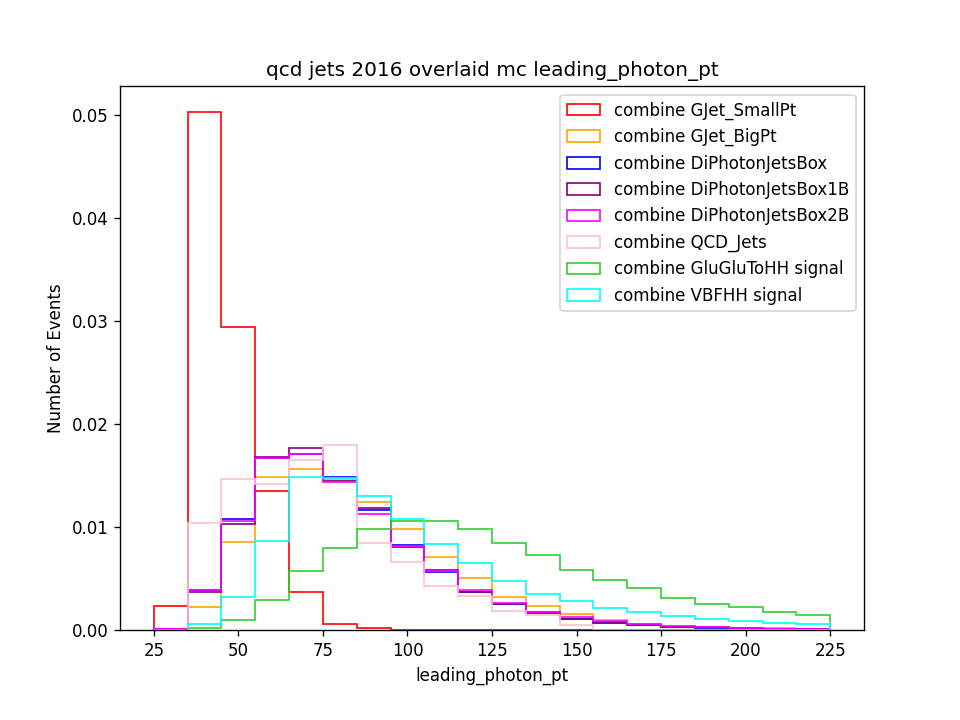 qcd jets 2016 overlaid mc leading_photon_pt
combine GJet_SmallPt
combine GJet_BigPt
combine DiPhotonJetsBox
combine DiPhotonJetsBox1B
combine DiPhotonJetsBox2B
combine QCD_Jets
combine GluGluToHH signal
combine VBFHH signal
Number of Events
0.05
0.04
0.03
0.02
0.01
0.00
25 50 75 100 125 150 175 200 225
leading_photon_pt